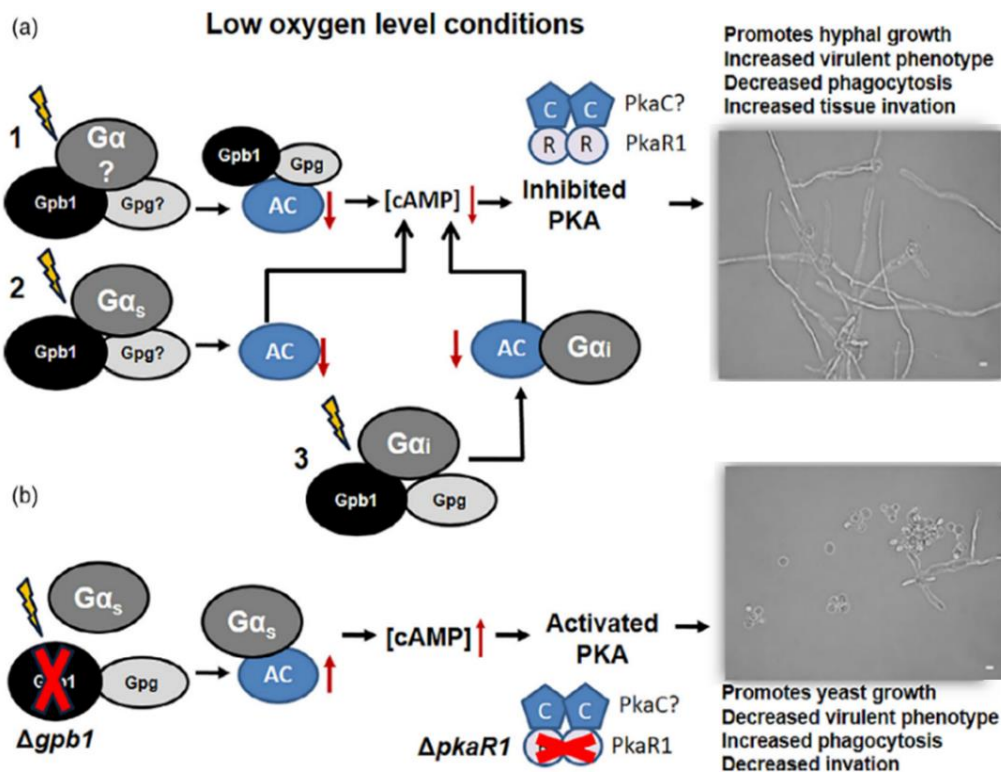 (a)
Low oxygen level conditions
Promotes hyphal growth
Increased virulent phenotype
Decreased phagocytosis
Increased tissue invation
1
Gα
?
Gpb1
Gpg?
Gpb1
Gpg
AC
[cAMP]
C C
PkaC?
R R
PkaR1
Inhibited
PKA
2
Gαs
Gpb1
Gpg?
AC
AC
Gαi
3
Gαi
Gpb1
Gpg
(b)
Gαs
Gpg
Δgpb1
Gαs
AC
[cAMP]
Activated
PKA
C C
PkaC?
ΔpkaR1
PkaR1
Promotes yeast growth
Decreased virulent phenotype
Increased phagocytosis
Decreased invation